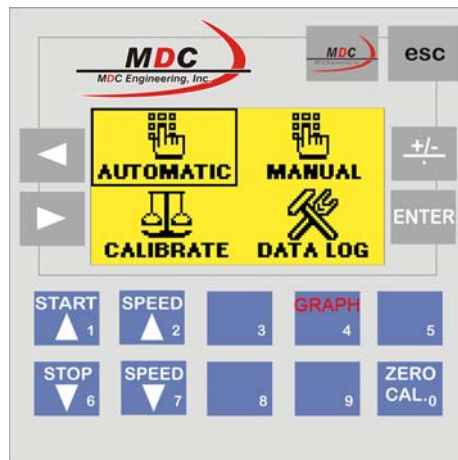 MDC
MDC Engineering, Inc.
MDC
esc
AUTOMATIC
MANUAL
+/-
.
CALIBRATE
DATA LOG
ENTER
START
1
SPEED
2
3
GRAPH
4
5
STOP
6
SPEED
7
8
9
ZERO
CAL.0